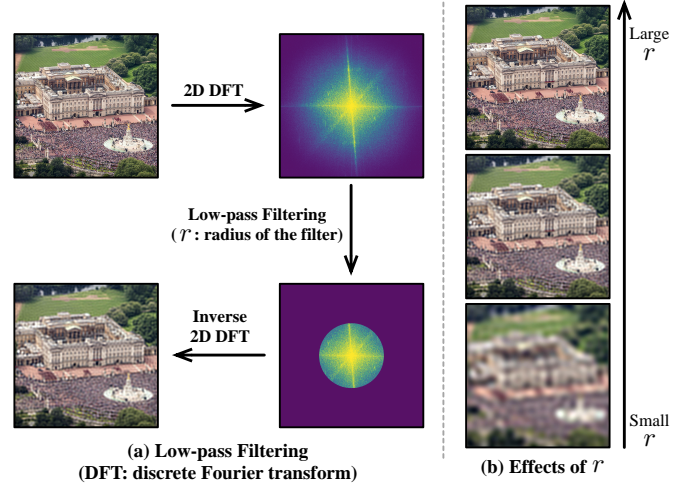 2D DFT
Low-pass Filtering
(r : radius of the filter)
Inverse
2D DFT
(a) Low-pass Filtering
(DFT: discrete Fourier transform)
Large
r
Small
r
(b) Effects of r